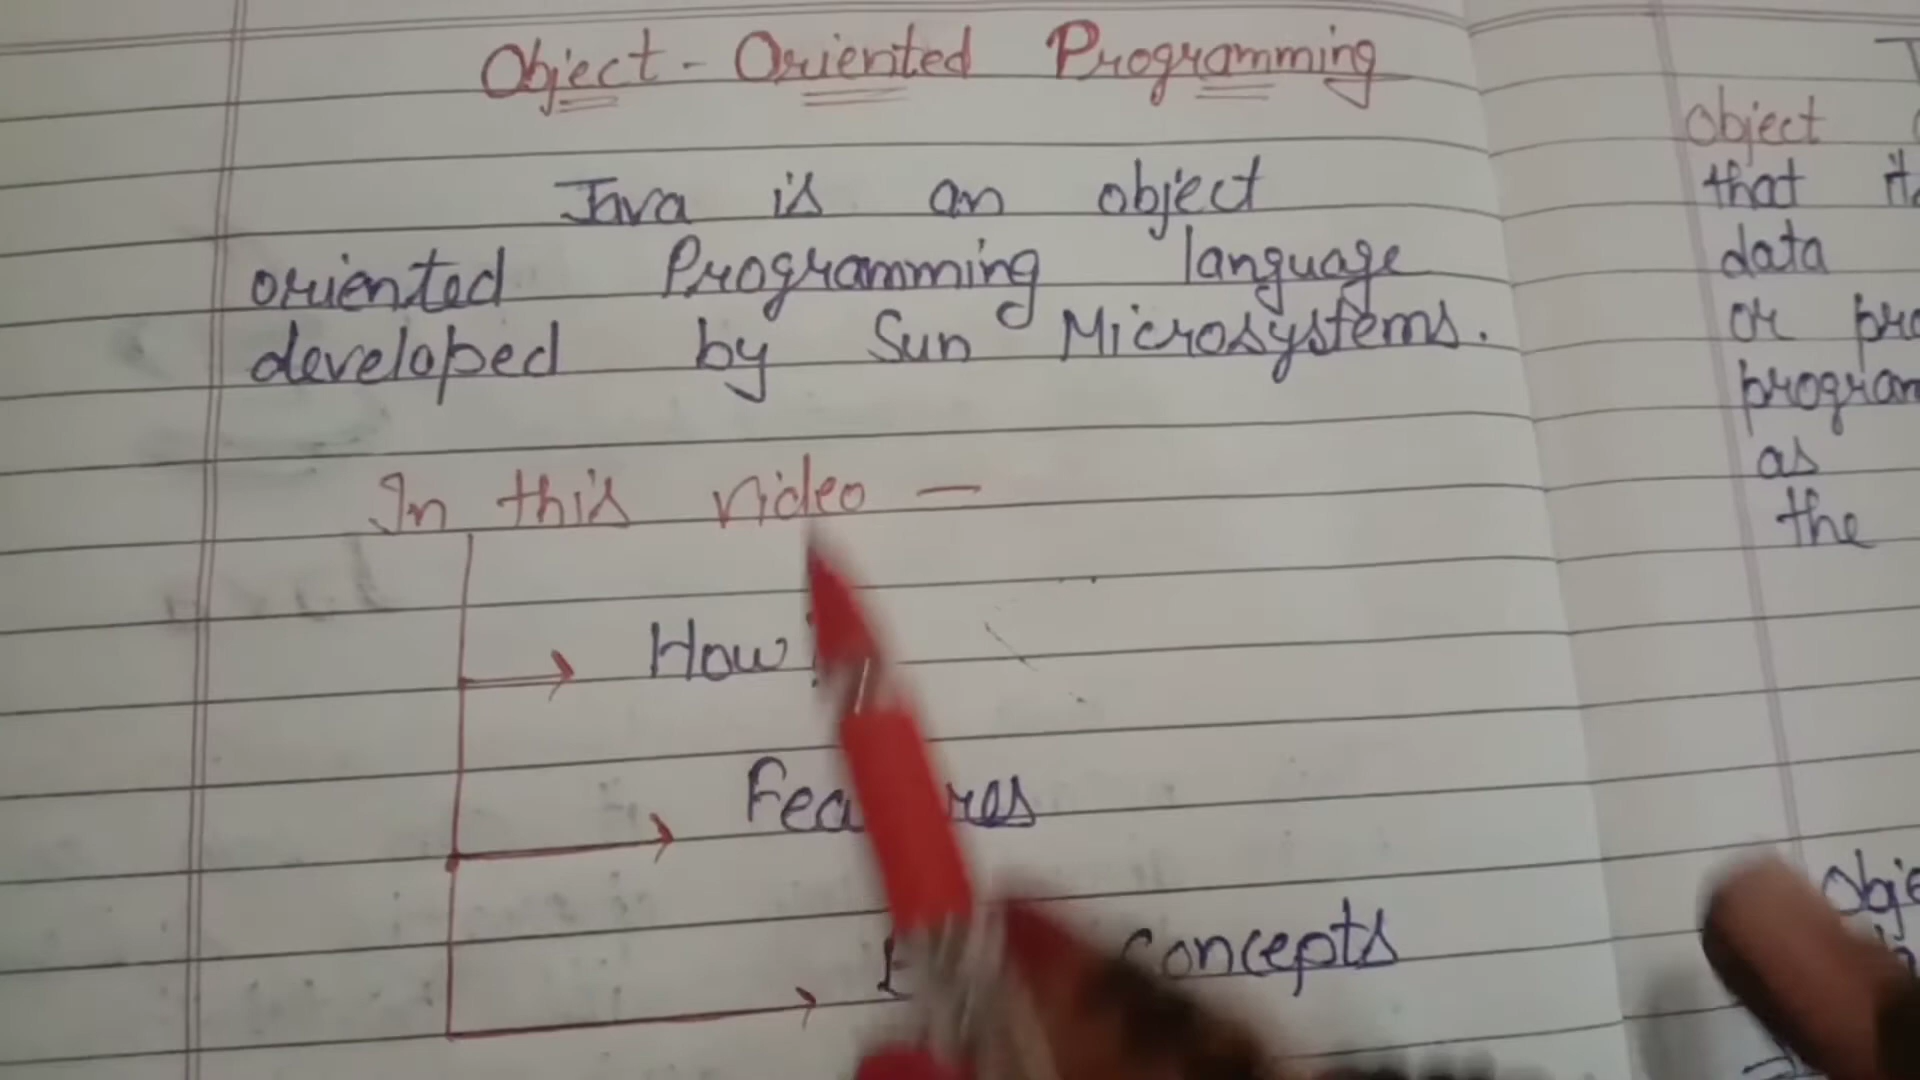 Object - Oriented Programming
Java is an object
oriented Programming language
developed by Sun Microsystems.
In this video —
How
Features
Concepts
object
that
data
or
as
the